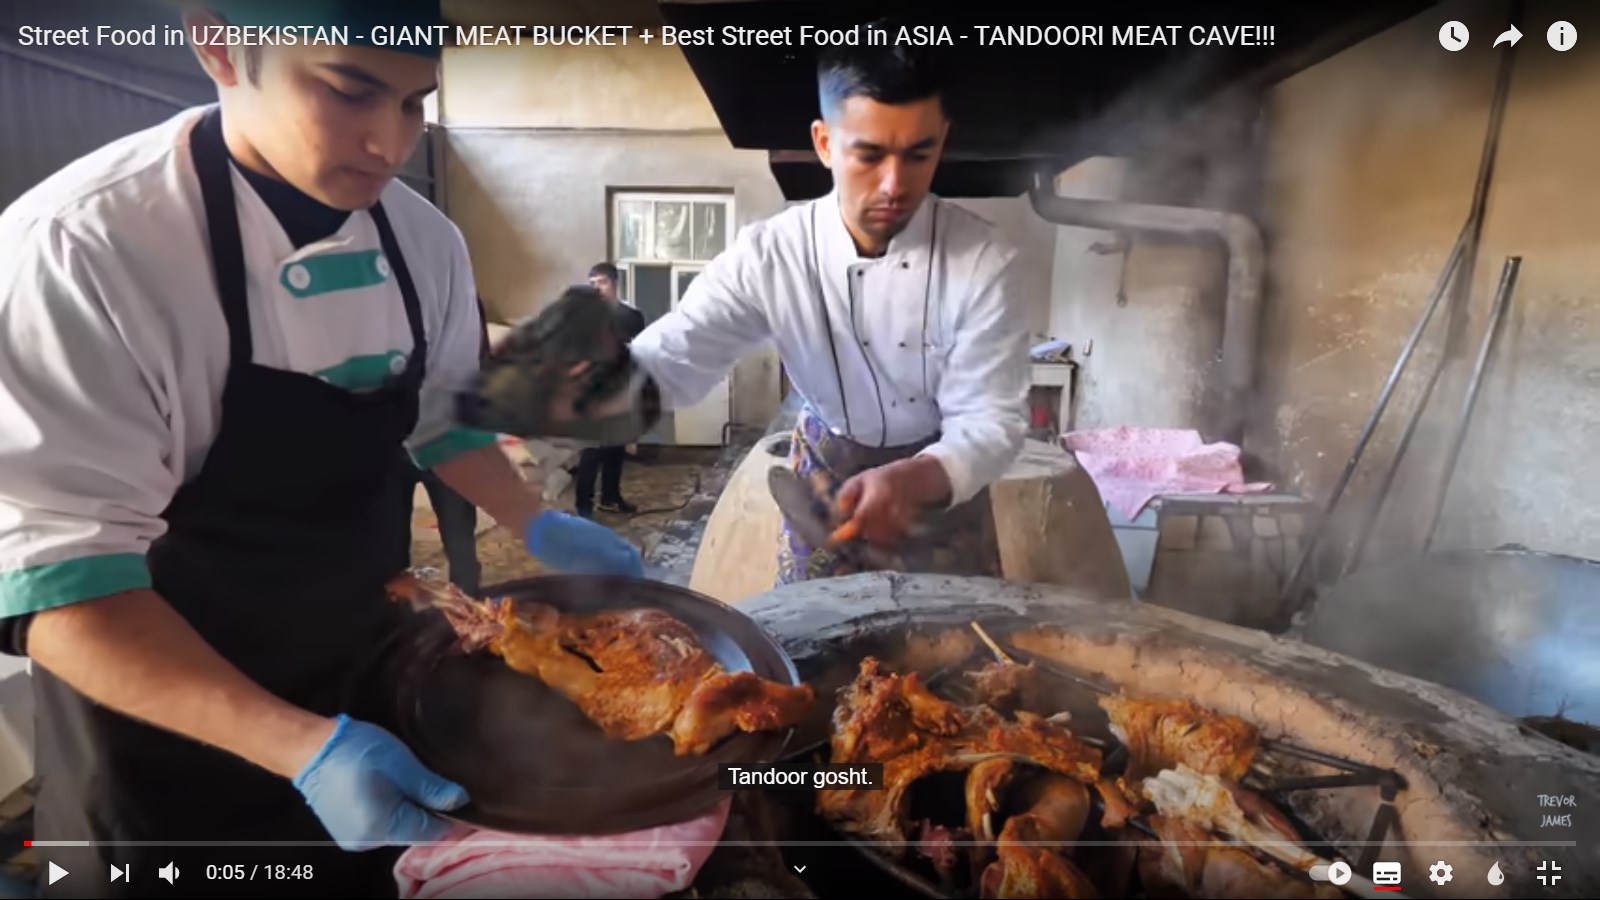 Street Food in UZBEKISTAN - GIANT MEAT BUCKET + Best Street Food in ASIA - TANDOORI MEAT CAVE!!!
Tandoor gosht.
TREVOR
JAMES
0:05 / 18:48